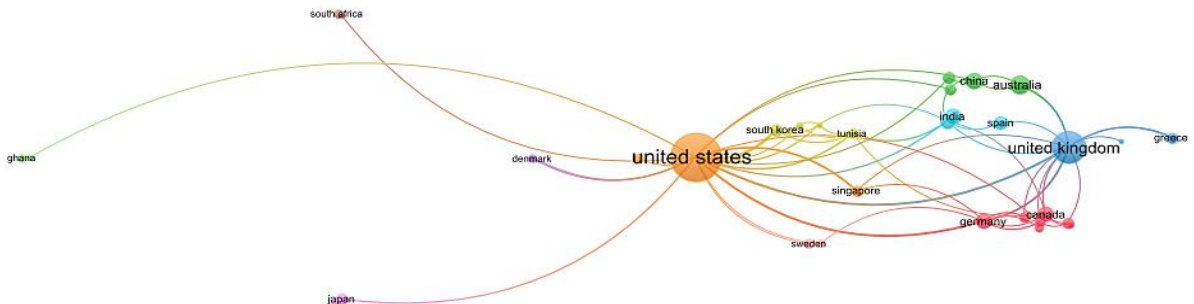 south africa
china
australia
india
spain
south korea
tunisia
greece
united kingdom
ghana
denmark
united states
singapore
germany
canada
sweden
japan